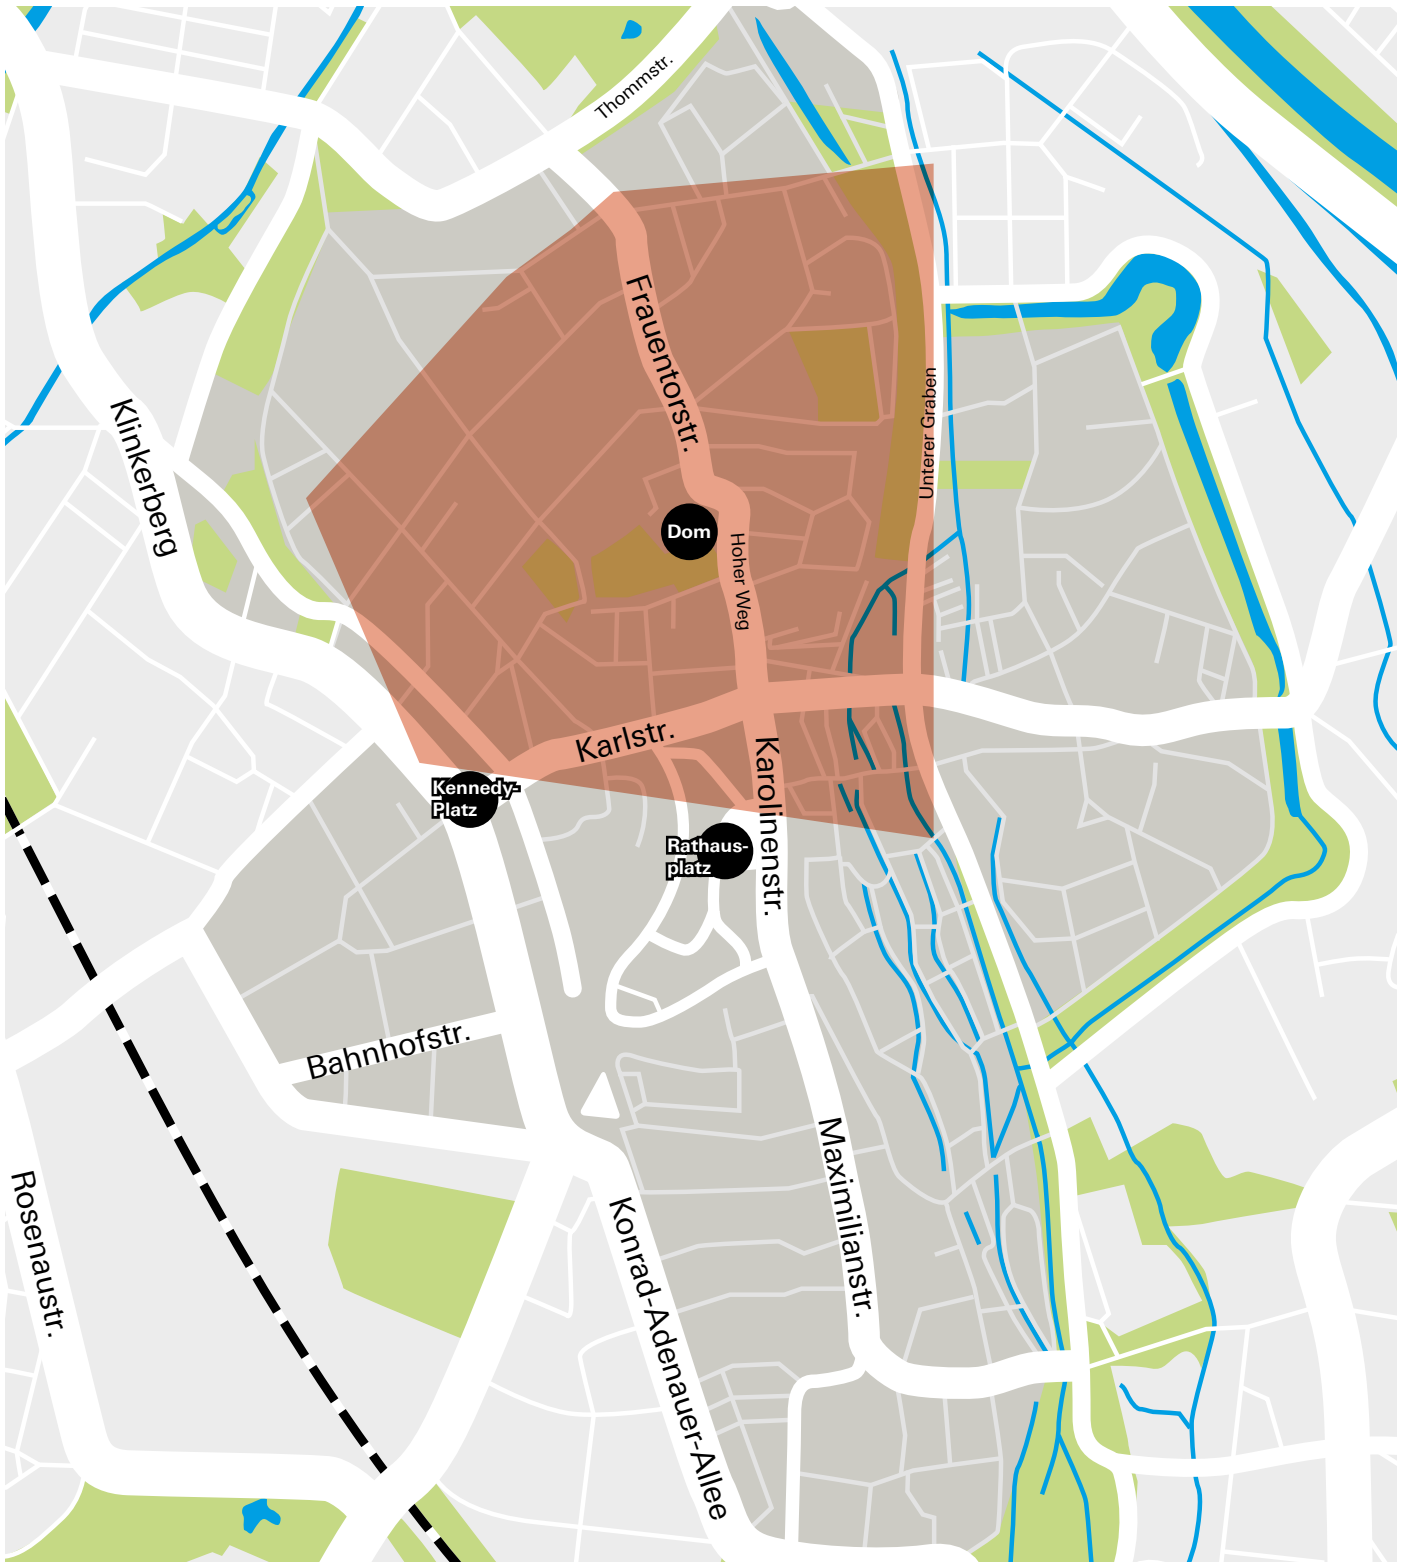 Thommstr.
Frauentorstr.
Unterer Graben
Klinkerberg
Dom
Hoher Weg
Karlstr.
Karolinenstr.
Kennedy-
Platz
Rathaus-
platz
Bahnhofstr.
Maximilianstr.
Rosenaustr.
Konrad-Adenauer-Allee